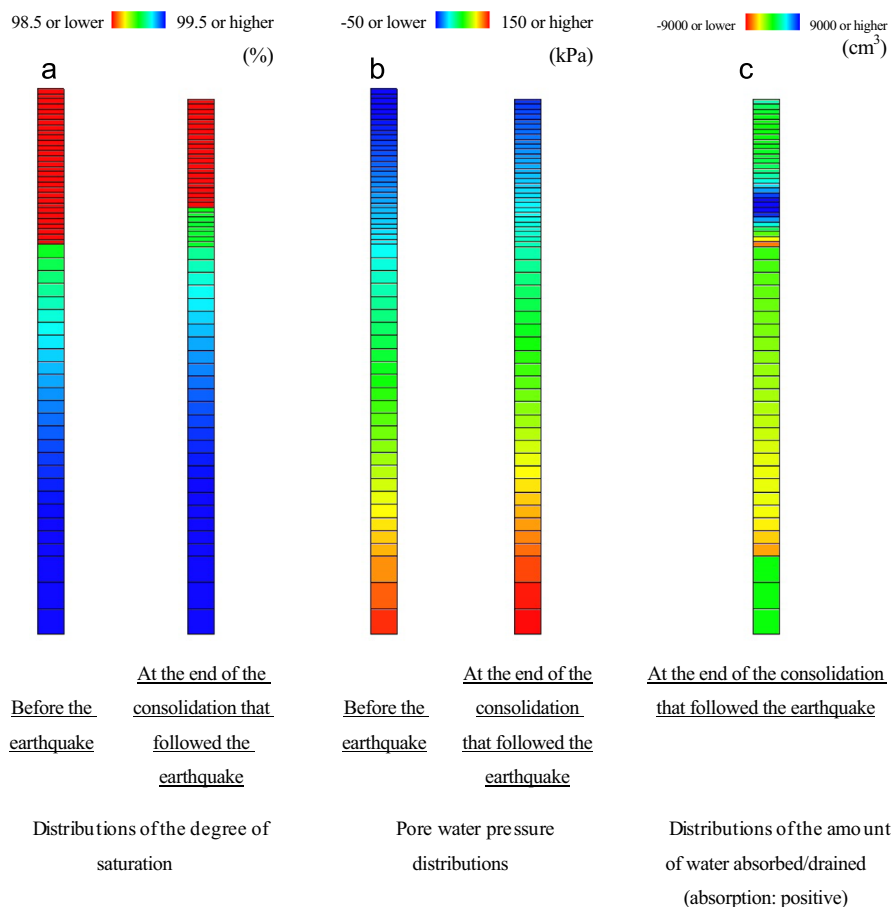 98.5 or lower 99.5 or higher
(%)
-50 or lower 150 or higher
(kPa)
-9000 or lower 9000 or higher
(cm³)
a
b
c
Before the
earthquake
At the end of the
consolidation that
followed the
earthquake
Before the
earthquake
At the end of the
consolidation
that followed the
earthquake
At the end of the consolidation
that followed the earthquake
Distributions of the degree of
saturation
Pore water pressure
distributions
Distributions of the amount
of water absorbed/drained
(absorption: positive)